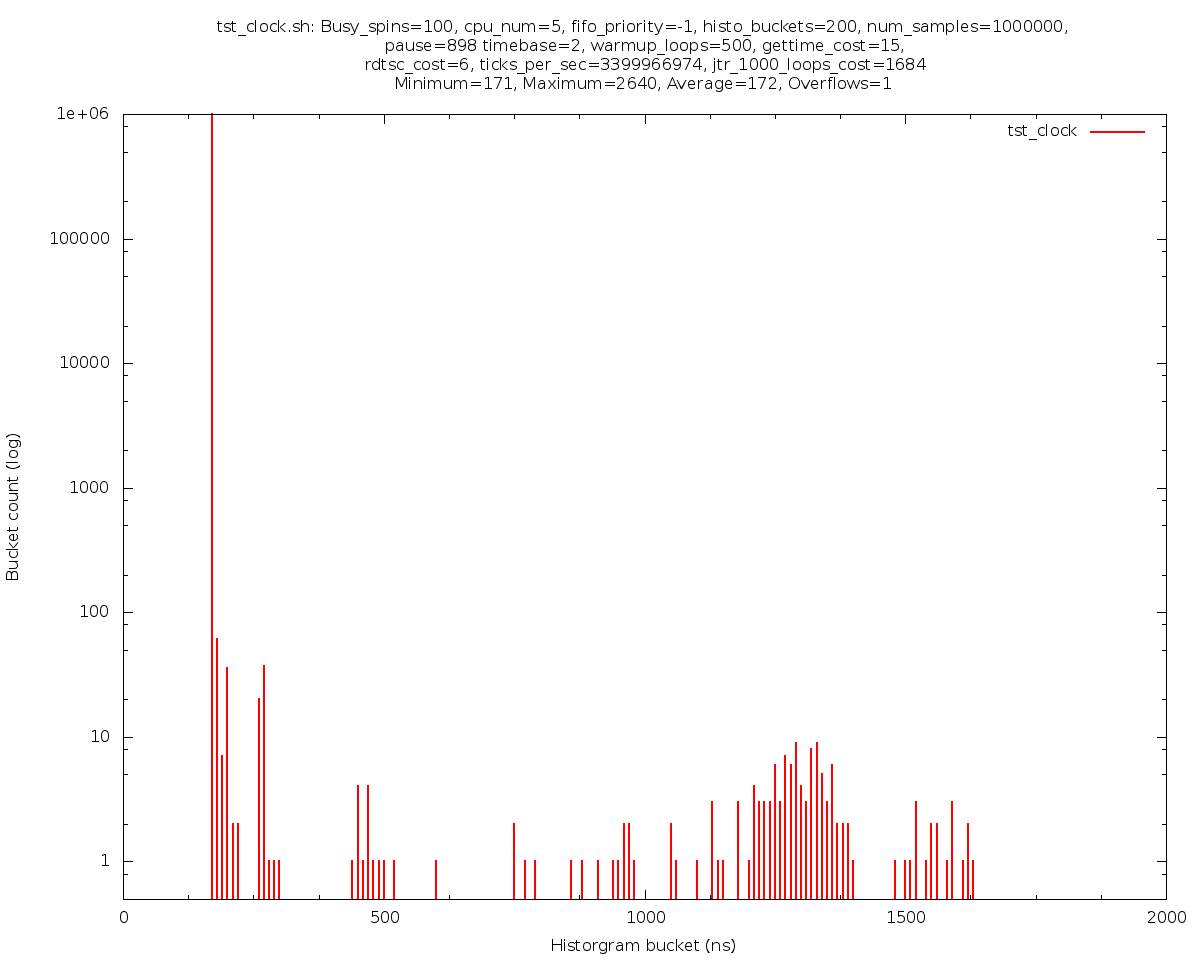 tst_clock.sh: Busy_spins=100, cpu_num=5, fifo_priority=-1, histo_buckets=200, num_samples=1000000,
pause=898 timebase=2, warmup_loops=500, gettime_cost=15,
rdtsc_cost=6, ticks_per_sec=3399966974, jtr_1000_loops_cost=1684
Minimum=171, Maximum=2640, Average=172, Overflows=1
tst_clock
1e+06
100000
10000
1000
100
10
1
Bucket count (log)
0 500 1000 1500 2000
Historgram bucket (ns)